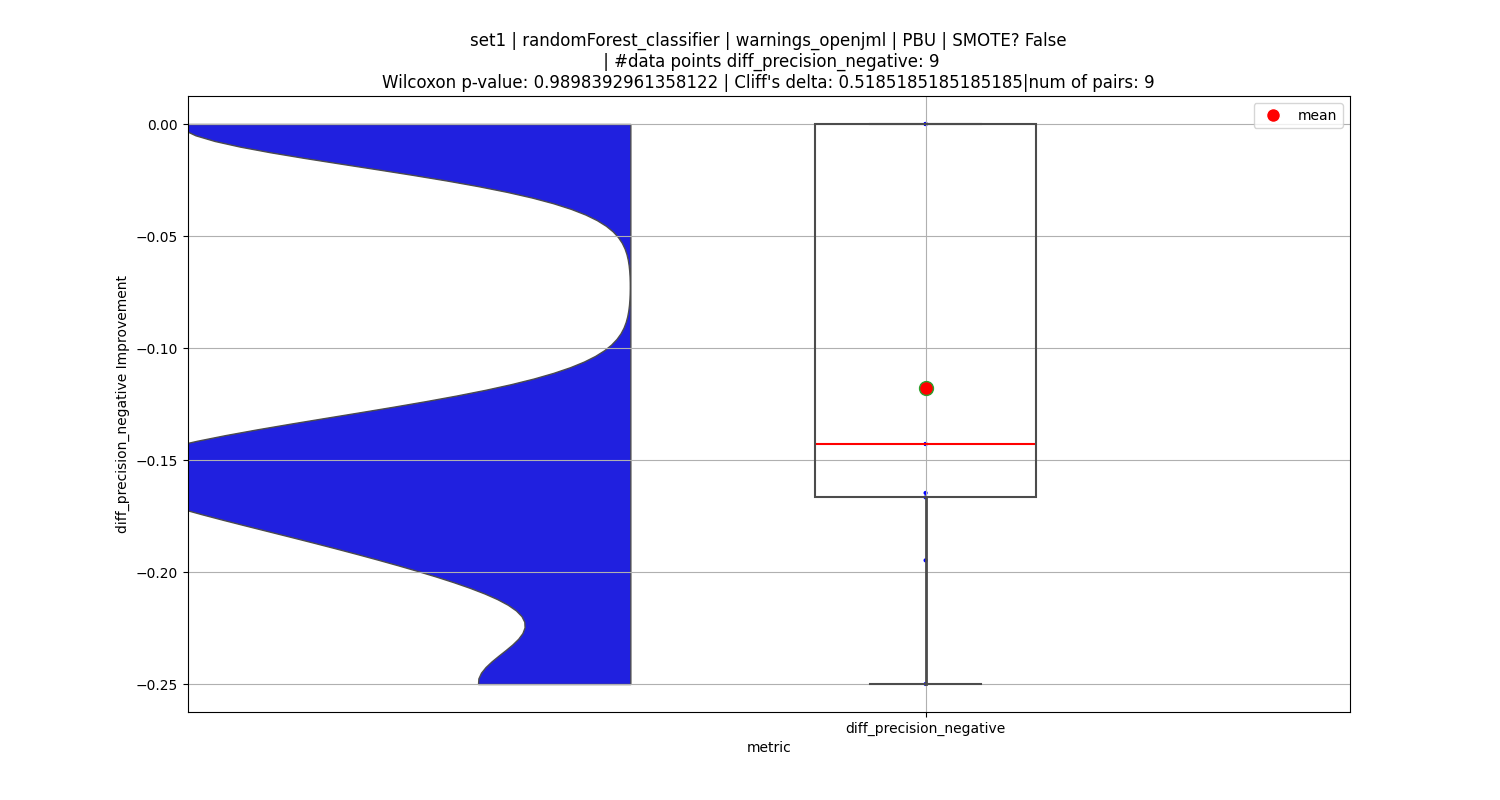 set1 | randomForest_classifier | warnings_openjml | PBU | SMOTE? False
| #data points diff_precision_negative: 9
Wilcoxon p-value: 0.9898392961358122 | Cliff's delta: 0.5185185185185185|num of pairs: 9
mean
0.00
−0.05
−0.10
−0.15
−0.20
−0.25
diff_precision_negative Improvement
diff_precision_negative
metric